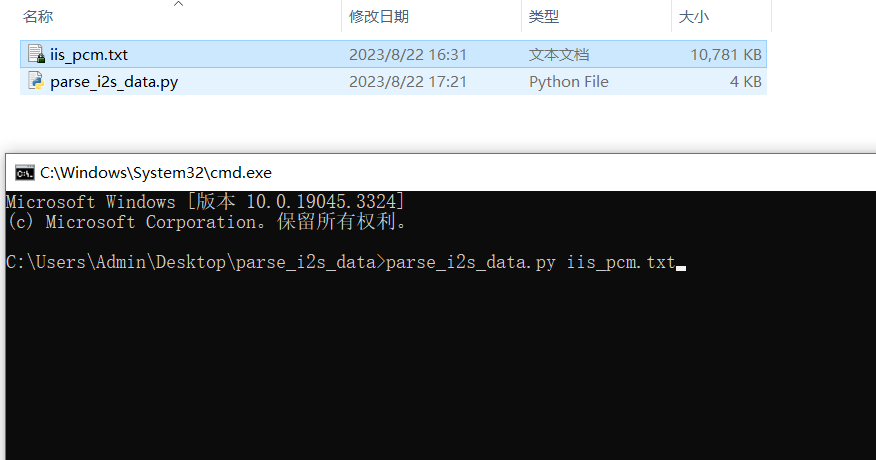 名称 修改日期 类型 大小
iis_pcm.txt 2023/8/22 16:31 文本文档 10,781 KB
parse_i2s_data.py 2023/8/22 17:21 Python File 4 KB
C:\Windows\System32\cmd.exe
Microsoft Windows [版本 10.0.19045.3324]
(c) Microsoft Corporation。保留所有权利。
C:\Users\Admin\Desktop\parse_i2s_data>parse_i2s_data.py iis_pcm.txt